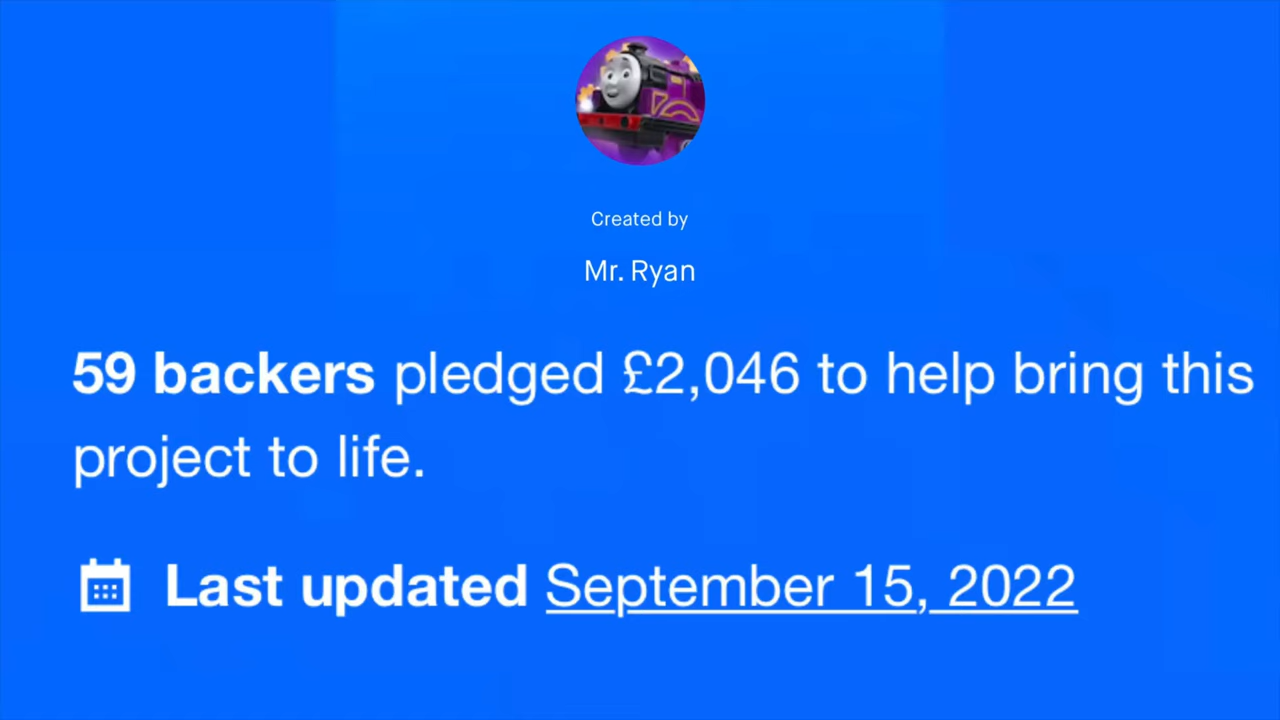 Created by
Mr. Ryan
59 backers pledged £2,046 to help bring this
project to life.
Last updated September 15, 2022